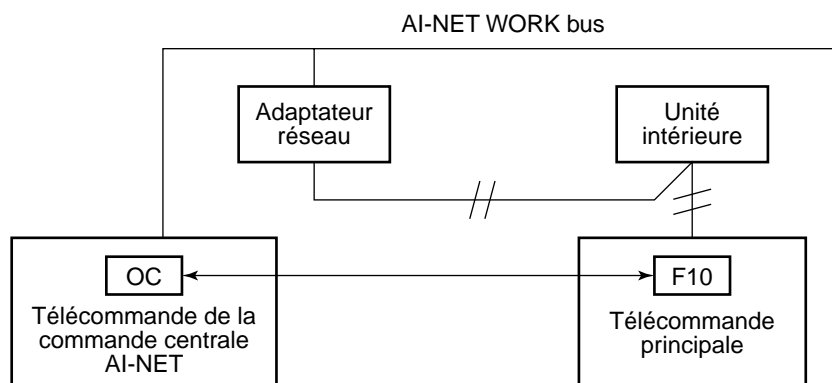 AI-NET WORK bus
Adaptateur
réseau
Unité
intérieure
OC
Télécommande de la
commande centrale
AI-NET
F10
Télécommande
principale